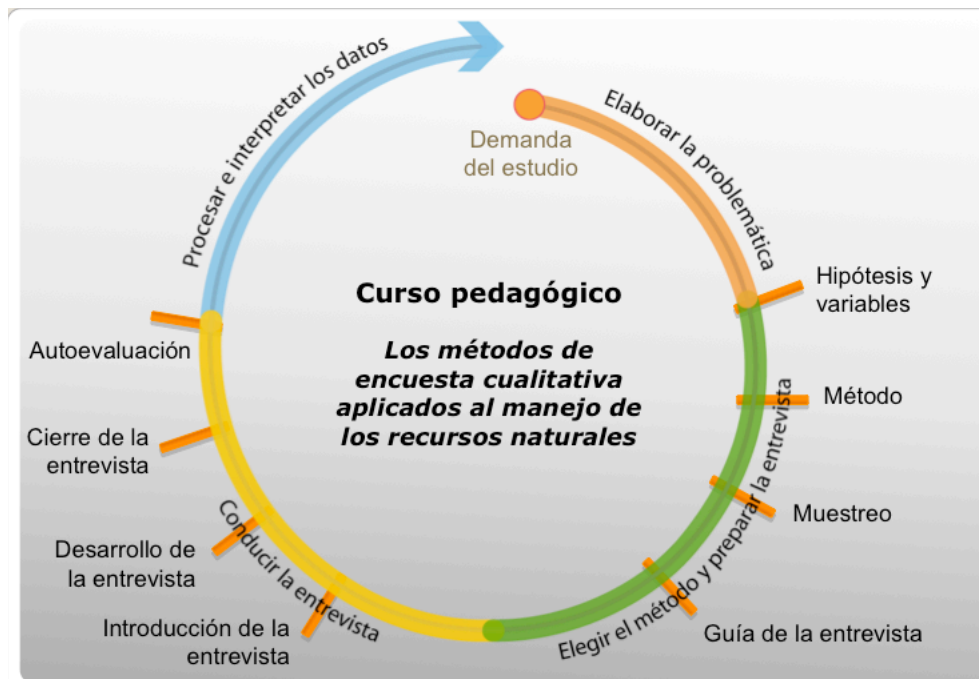 Procesar e interpretar los datos
Demanda
del estudio
Elaborar la problemática
Curso pedagógico
Los métodos de
encuesta cualitativa
aplicados al manejo de
los recursos naturales
Hipótesis y
variables
Método
Muestreo
Guía de la entrevista
Elegir el método y preparar la entrevista
Conducir la entrevista
Introducción de la
entrevista
Desarrollo de
la entrevista
Cierre de la
entrevista
Autoevaluación